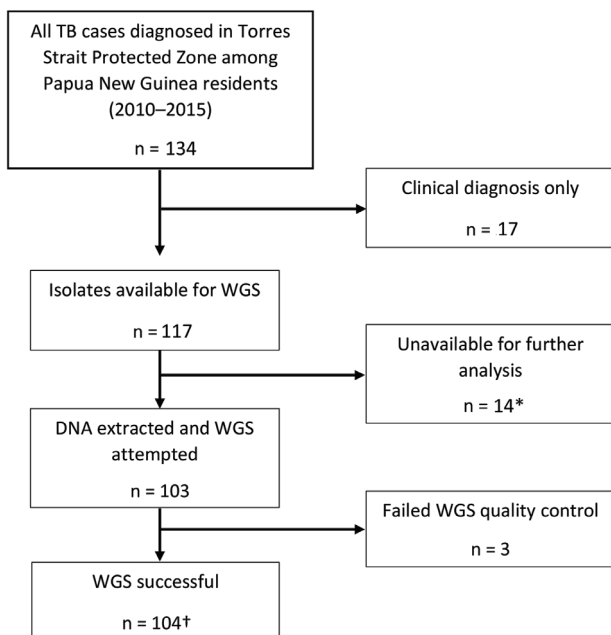 All TB cases diagnosed in Torres
Strait Protected Zone among
Papua New Guinea residents
(2010–2015)
n = 134
Clinical diagnosis only
n = 17
Isolates available for WGS
n = 117
Unavailable for further
analysis
n = 14*
DNA extracted and WGS
attempted
n = 103
Failed WGS quality control
n = 3
WGS successful
n = 104†